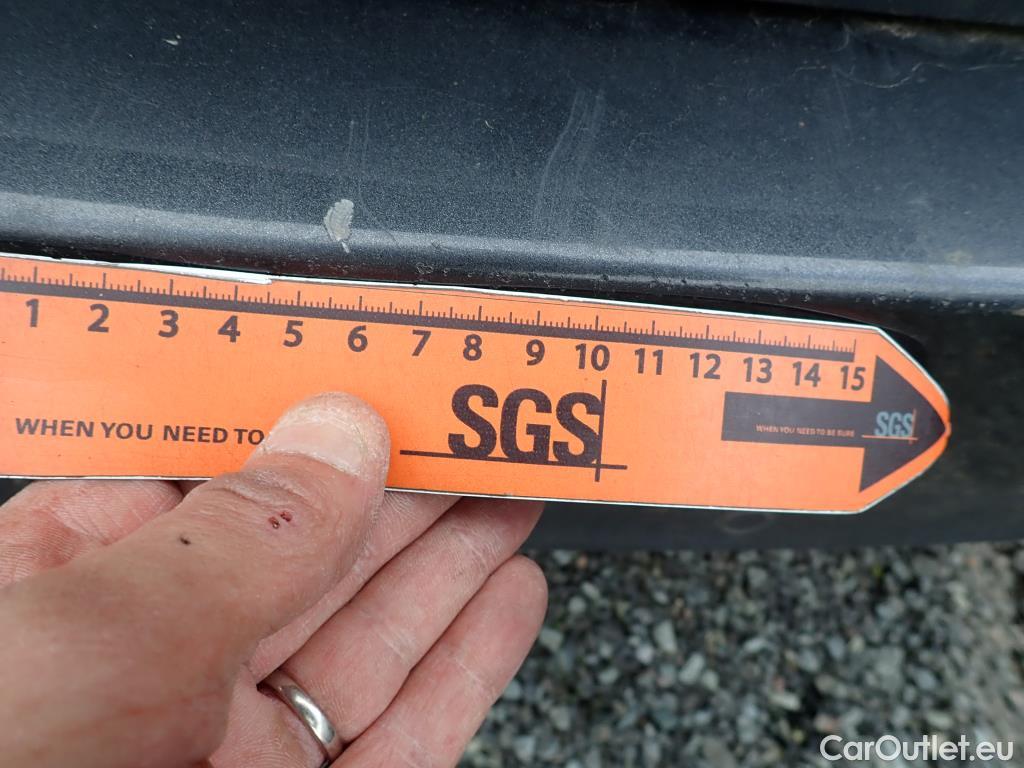 1 2 3 4 5 6 7 8 9 10 11 12 13 14 15
WHEN YOU NEED TO
SGS
WHEN YOU NEED TO BE SURE
SGS
CarOutlet.eu